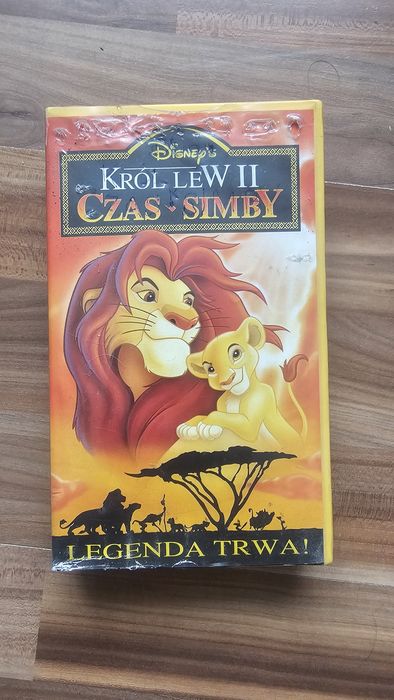 DISNEY'S
KRÓL LEW II
CZAS • SIMBY
LEGENDA TRWA!